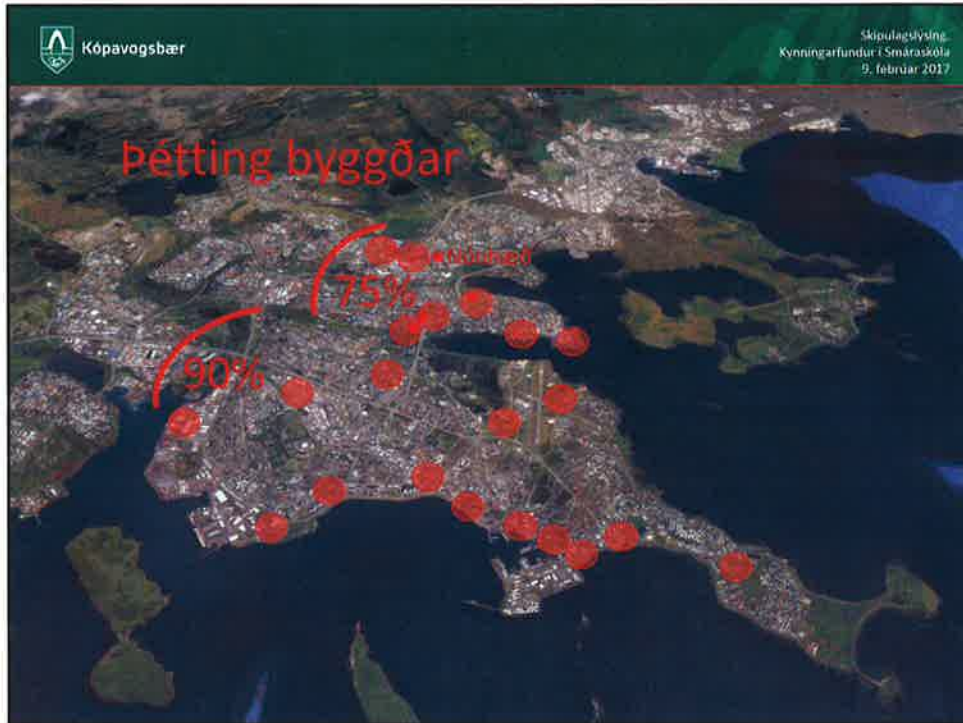 Kópavogsbær
Skipulagslýsing.
Kynningarfundur í Smáraskóla
9. febrúar 2017
Þétting byggðar
75%
90%